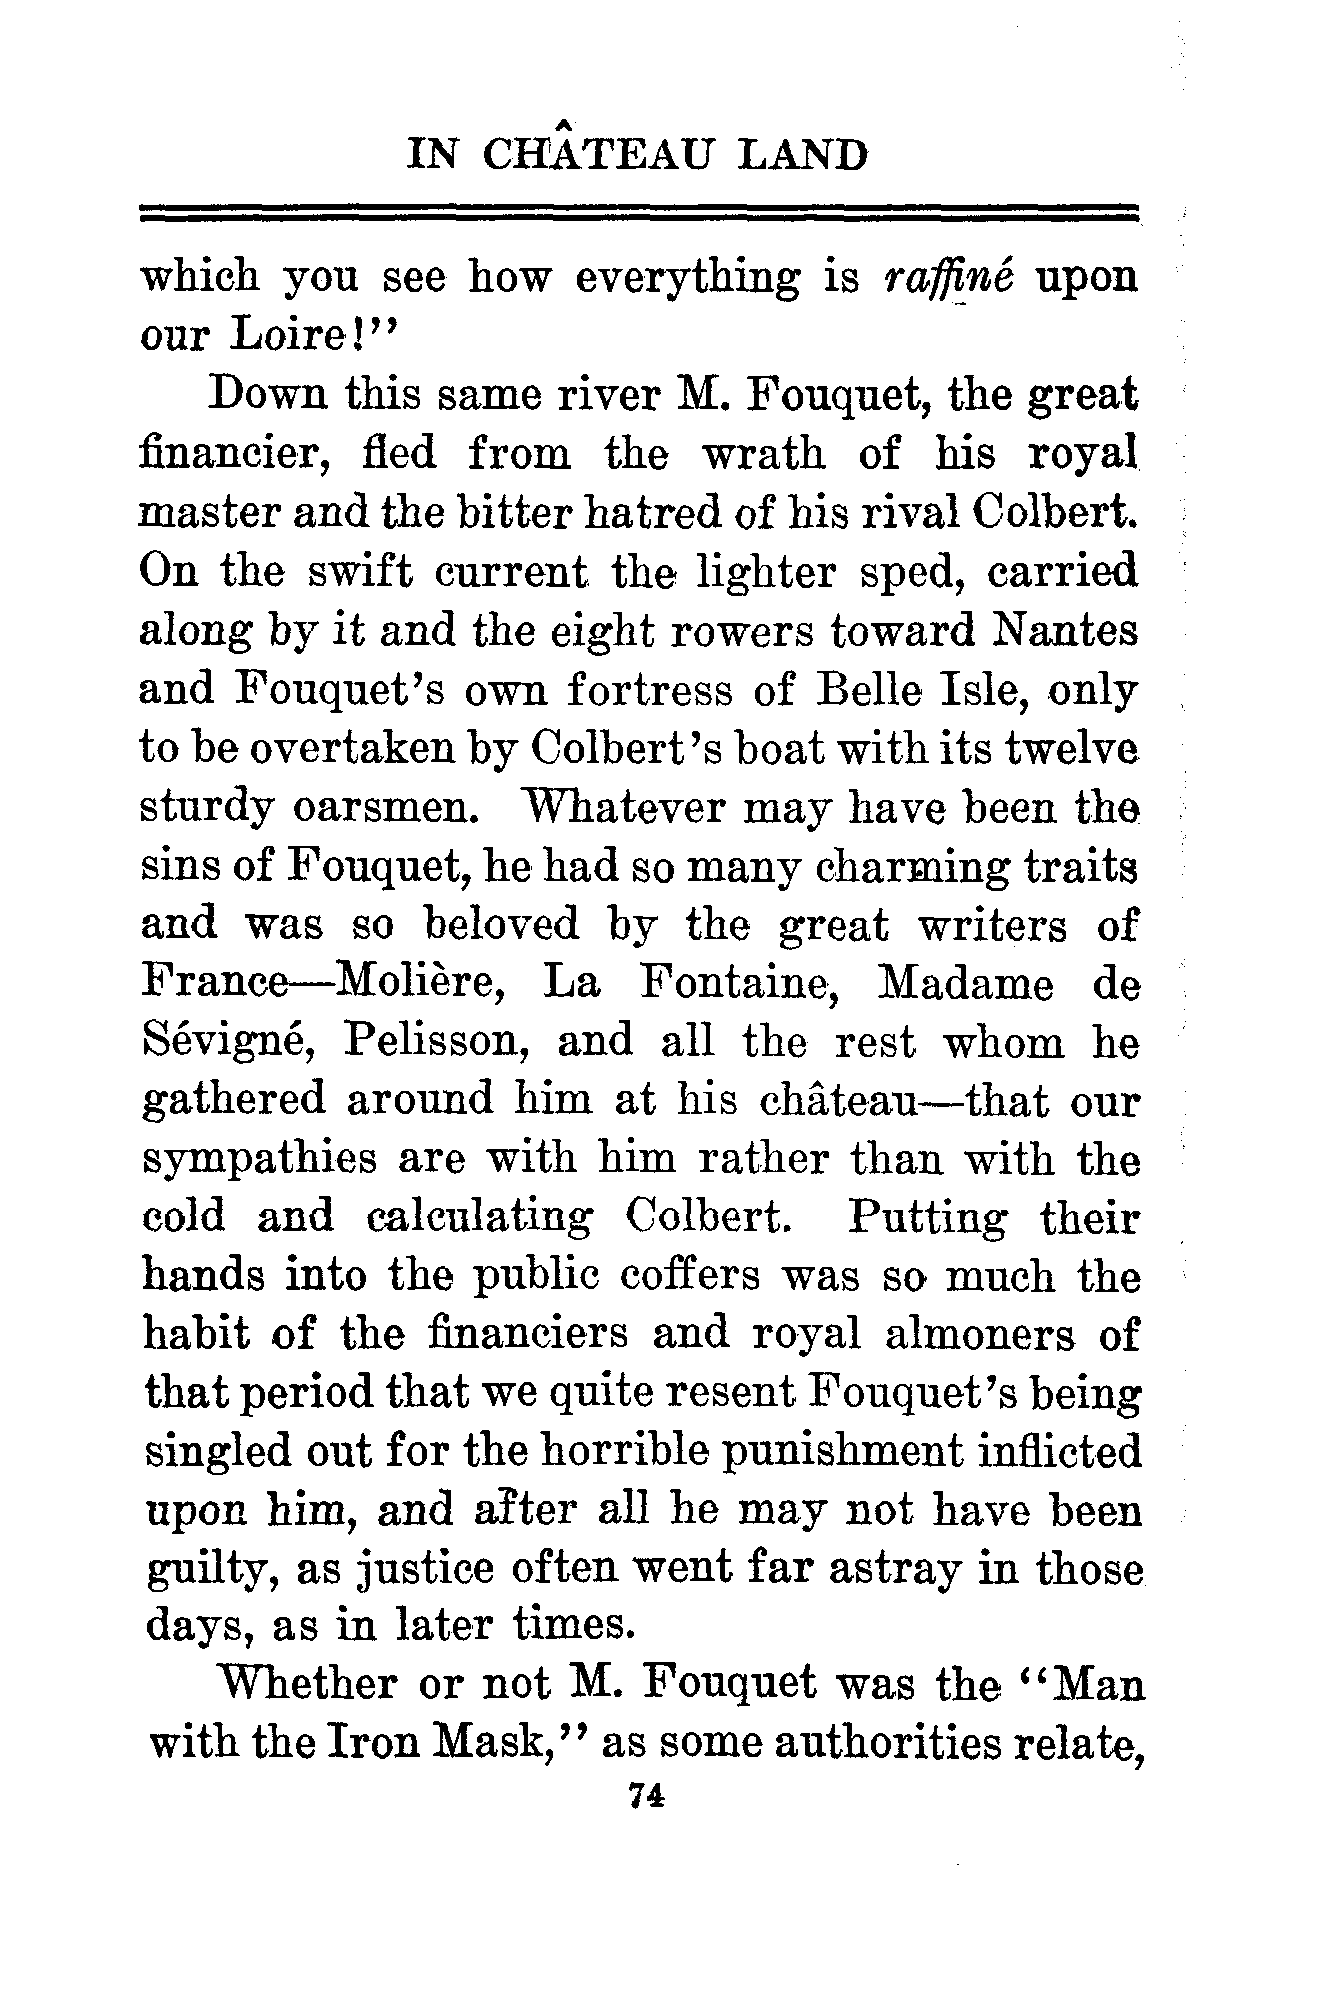 IN CHÂTEAU LAND
which you see how everything is raffiné upon
our Loire!”
Down this same river M. Fouquet, the great
financier, fled from the wrath of his royal
master and the bitter hatred of his rival Colbert.
On the swift current the lighter sped, carried
along by it and the eight rowers toward Nantes
and Fouquet’s own fortress of Belle Isle, only
to be overtaken by Colbert’s boat with its twelve
sturdy oarsmen. Whatever may have been the
sins of Fouquet, he had so many charming traits
and was so beloved by the great writers of
France—Molière, La Fontaine, Madame de
Sévigné, Pelisson, and all the rest whom he
gathered around him at his château—that our
sympathies are with him rather than with the
cold and calculating Colbert. Putting their
hands into the public coffers was so much the
habit of the financiers and royal almoners of
that period that we quite resent Fouquet’s being
singled out for the horrible punishment inflicted
upon him, and after all he may not have been
guilty, as justice often went far astray in those
days, as in later times.
Whether or not M. Fouquet was the “Man
with the Iron Mask,” as some authorities relate,
74